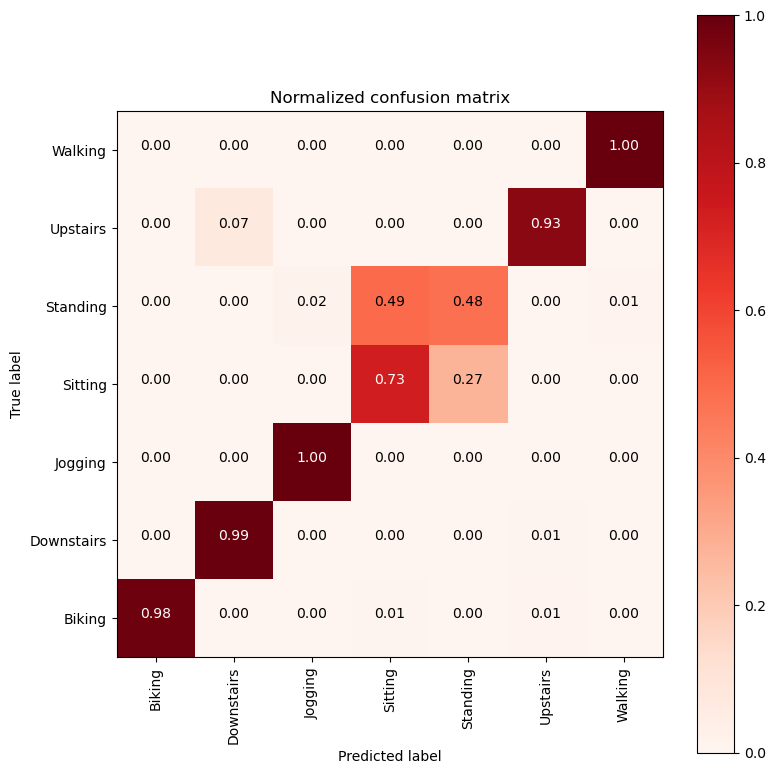 Normalized confusion matrix
True label
Walking 0.00 0.00 0.00 0.00 0.00 0.00 1.00
Upstairs 0.00 0.07 0.00 0.00 0.00 0.93 0.00
Standing 0.00 0.00 0.02 0.49 0.48 0.00 0.01
Sitting 0.00 0.00 0.00 0.73 0.27 0.00 0.00
Jogging 0.00 0.00 1.00 0.00 0.00 0.00 0.00
Downstairs 0.00 0.99 0.00 0.00 0.00 0.01 0.00
Biking 0.98 0.00 0.00 0.01 0.00 0.01 0.00
Biking Downstairs Jogging Sitting Standing Upstairs Walking
Predicted label
1.0
0.8
0.6
0.4
0.2
0.0